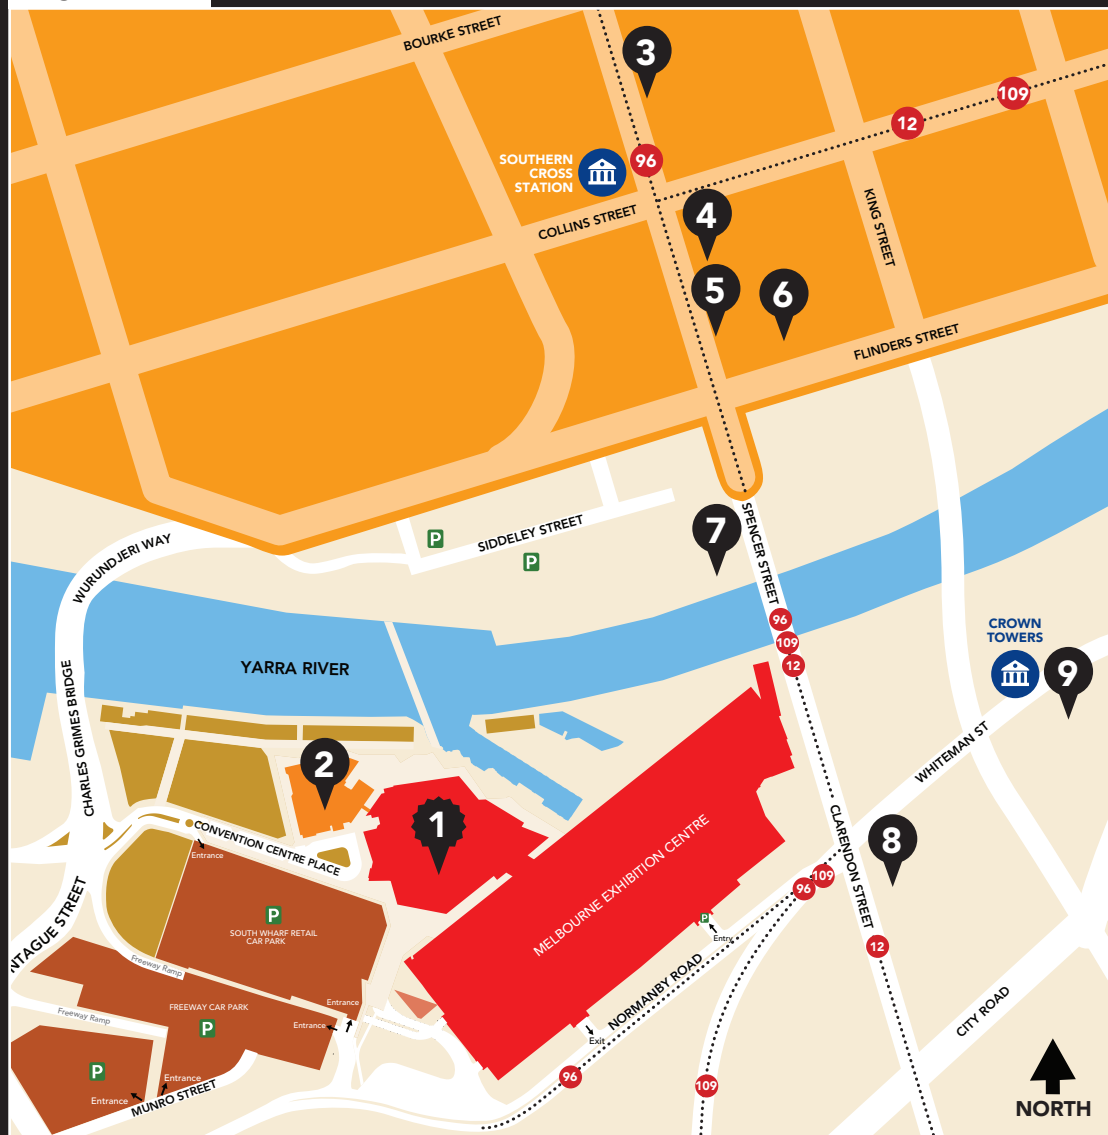 BOURKE STREET
3
109
12
96
SOUTHERN
CROSS
STATION
COLLINS STREET
4
KING STREET
5
6
FLINDERS STREET
P
SIDDELEY STREET
P
7
SPENCER STREET
WURUNDJERI WAY
96
109
12
CROWN
TOWERS
9
YARRA RIVER
CHARLES GRIMES BRIDGE
WHITEMAN ST
2
1
CONVENTION CENTRE PLACE
Entrance
MELBOURNE EXHIBITION CENTRE
CLARENDON STREET
8
109
96
NTAGUE STREET
P
SOUTH WHARF RETAIL
CAR PARK
P
Entry
12
Freeway Ramp
NORMANBY ROAD
FREEWAY CAR PARK
P
Entrance
Entrance
Freeway Ramp
Exit
CITY ROAD
P
Entrance
Entrance
MUNRO STREET
96
109
NORTH